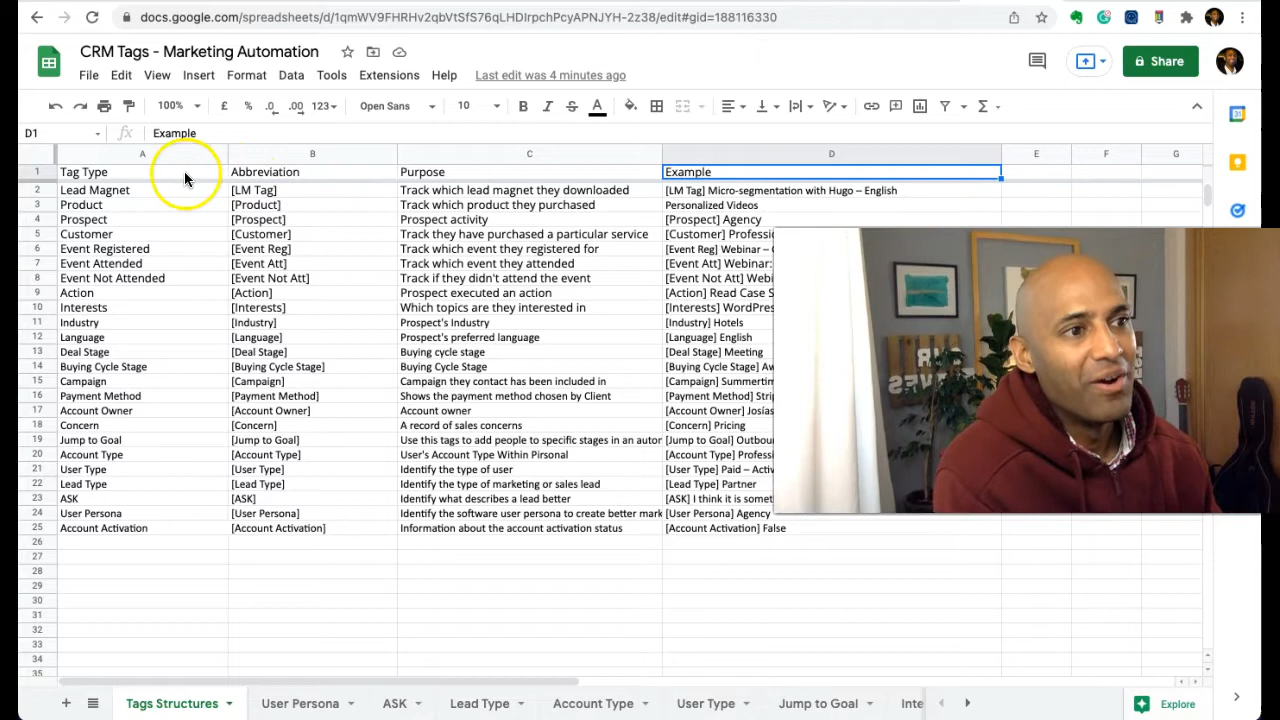 docs.google.com/spreadsheets/d/1qmWV9FHRHv2qbVtSfS76qLHDIrpchPcyAPNJYH-2z38/edit#gid=188116330
CRM Tags - Marketing Automation
File Edit View Insert Format Data Tools Extensions Help Last edit was 4 minutes ago
Share
100% £ % .0 .00 123 Open Sans 10 B I S A
D1 fx Example
A B C D E F G
1 Tag Type Abbreviation Purpose Example
2 Lead Magnet [LM Tag] Track which lead magnet they downloaded [LM Tag] Micro-segmentation with Hugo – English
3 Product [Product] Track which product they purchased Personalized Videos
4 Prospect [Prospect] Prospect activity [Prospect] Agency
5 Customer [Customer] Track they have purchased a particular service [Customer]
6 Event Registered [Event Reg] Track which event they registered for [Event Reg] Webinar –
7 Event Attended [Event Att] Track which event they attended [Event Att] Webinar:
8 Event Not Attended [Event Not Att] Track if they didn't attend the event [Event Not Att]
9 Action [Action] Prospect executed an action [Action] Read Case
10 Interests [Interests] Which topics are they interested in [Interests]
11 Industry [Industry] Prospect's Industry [Industry] Hotels
12 Language [Language] Prospect's preferred language [Language] English
13 Deal Stage [Deal Stage] Buying cycle stage [Deal Stage] Meeting
14 Buying Cycle Stage [Buying Cycle Stage] Buying Cycle Stage [Buying Cycle Stage]
15 Campaign [Campaign] Campaign they contact has been included in [Campaign]
16 Payment Method [Payment Method] Shows the payment method chosen by Client [Payment Method]
17 Account Owner [Account Owner] Account owner [Account Owner] Josías
18 Concern [Concern] A record of sales concerns [Concern] Pricing
19 Jump to Goal [Jump to Goal] Use this tags to add people to specific stages in an autor [Jump to Goal]
20 Account Type [Account Type] User's Account Type Within Pirsonal [Account Type]
21 User Type [User Type] Identify the type of user [User Type] Paid –
22 Lead Type [Lead Type] Identify the type of marketing or sales lead [Lead Type] Partner
23 ASK [ASK] Identify what describes a lead better [ASK] I think it is
24 User Persona [User Persona] Identify the software user persona to create better mark [User Persona] Agency
25 Account Activation [Account Activation] Information about the account activation status [Account Activation] False
26
27
28
29
30
31
32
33
34
35
Tags Structures User Persona ASK Lead Type Account Type User Type Jump to Goal Inte Explore